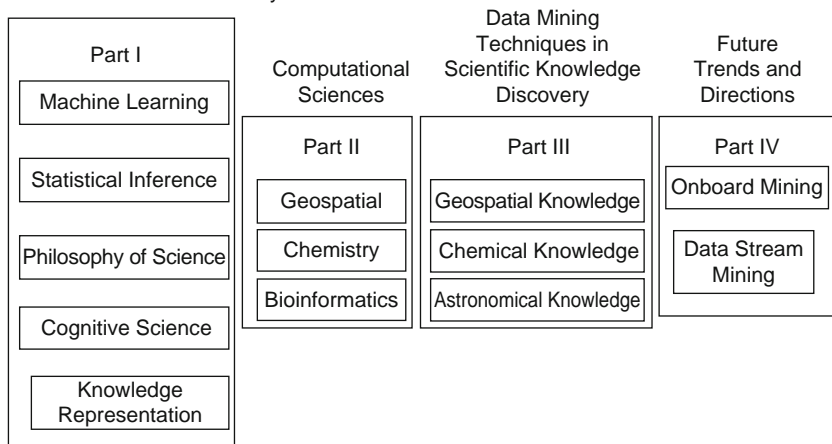 Part I
Machine Learning
Statistical Inference
Philosophy of Science
Cognitive Science
Knowledge
Representation
Computational
Sciences
Part II
Geospatial
Chemistry
Bioinformatics
Data Mining
Techniques in
Scientific Knowledge
Discovery
Part III
Geospatial Knowledge
Chemical Knowledge
Astronomical Knowledge
Future
Trends and
Directions
Part IV
Onboard Mining
Data Stream
Mining